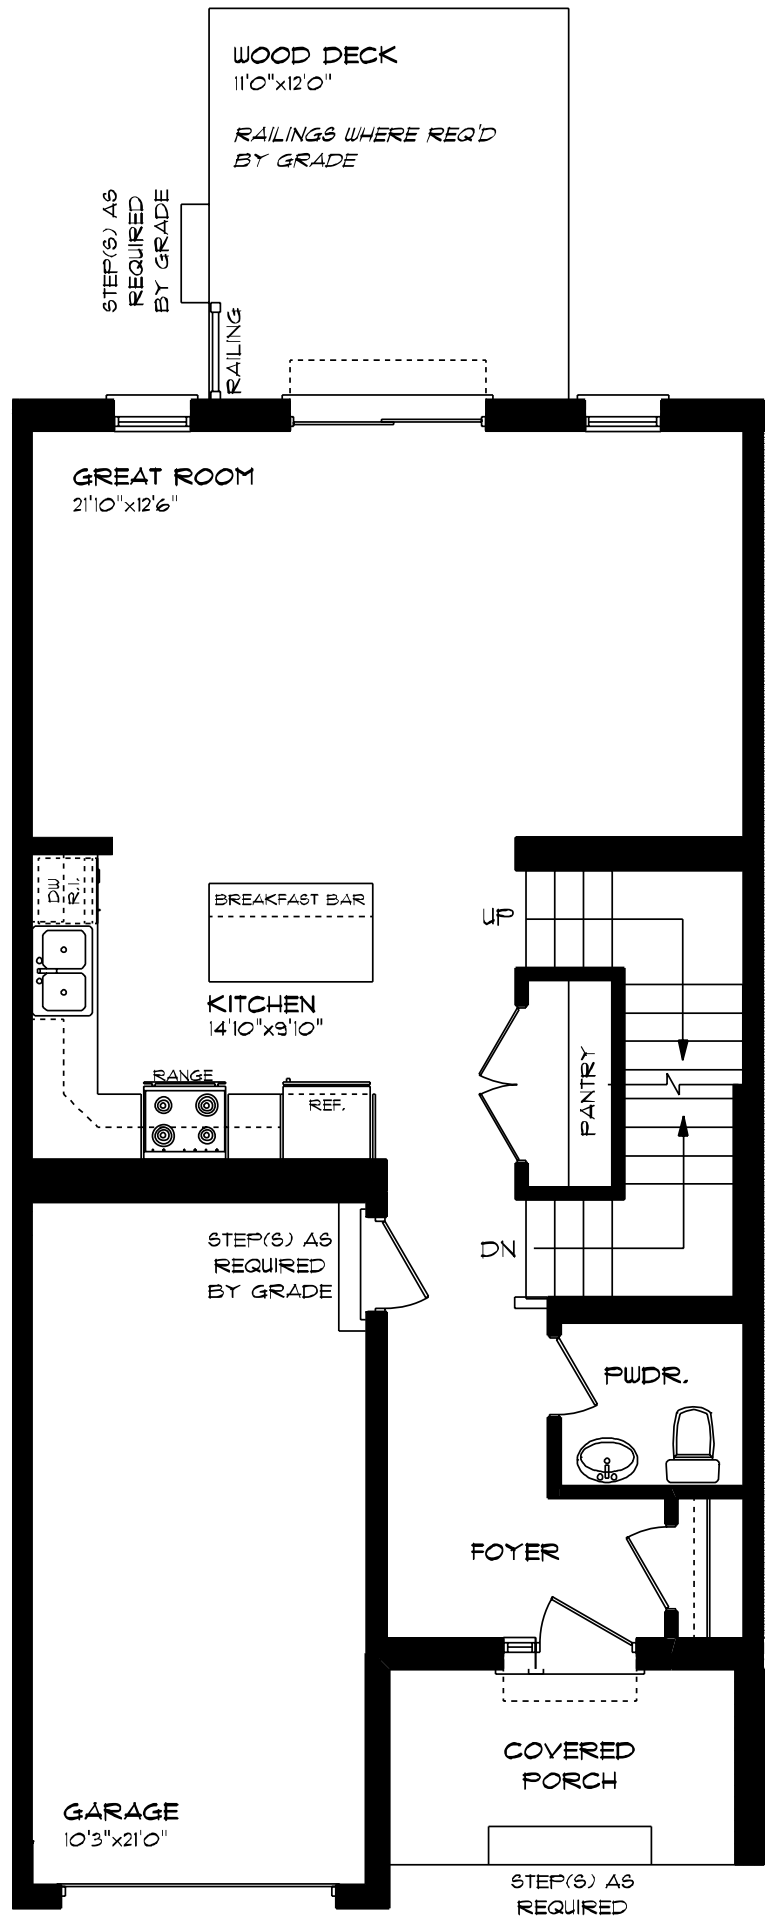 WOOD DECK
11'0"x12'0"
RAILINGS WHERE REQ'D
BY GRADE
STEP(S) AS
REQUIRED
BY GRADE
RAILING
GREAT ROOM
21'10"x12'6"
DW
R.I.
BREAKFAST BAR
UP
KITCHEN
14'10"x9'10"
PANTRY
RANGE
REF.
STEP(S) AS
REQUIRED
BY GRADE
DN
PWDR.
FOYER
COVERED
PORCH
GARAGE
10'3"x21'0"
STEP(S) AS
REQUIRED